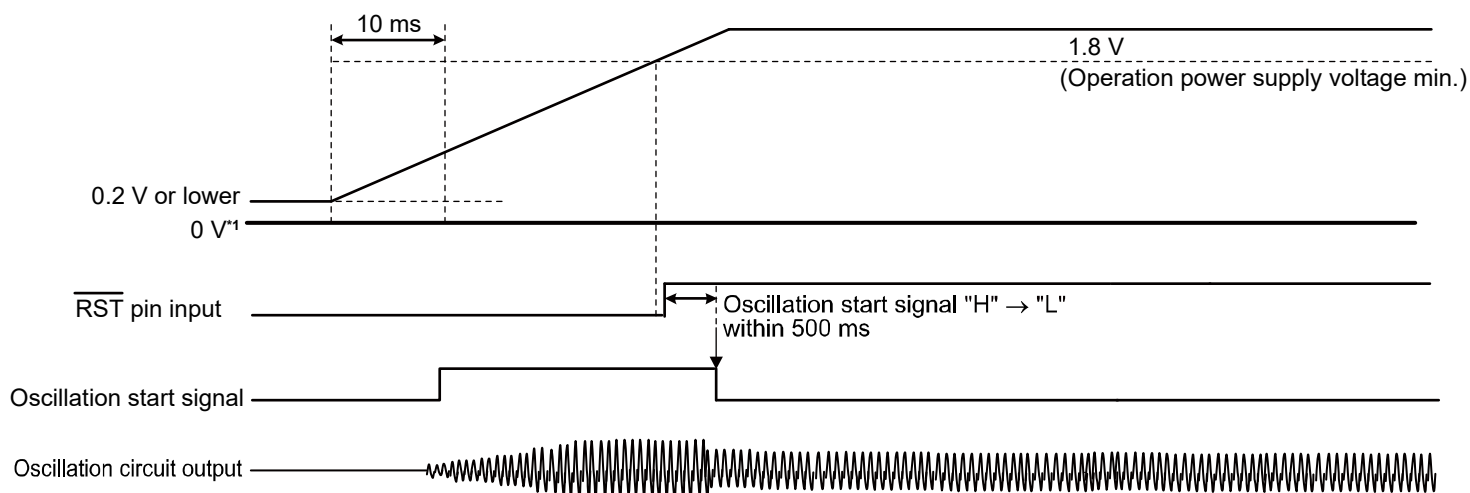 10 ms
1.8 V
(Operation power supply voltage min.)
0.2 V or lower
0 V*1
RST pin input
Oscillation start signal "H" → "L"
within 500 ms
Oscillation start signal
Oscillation circuit output